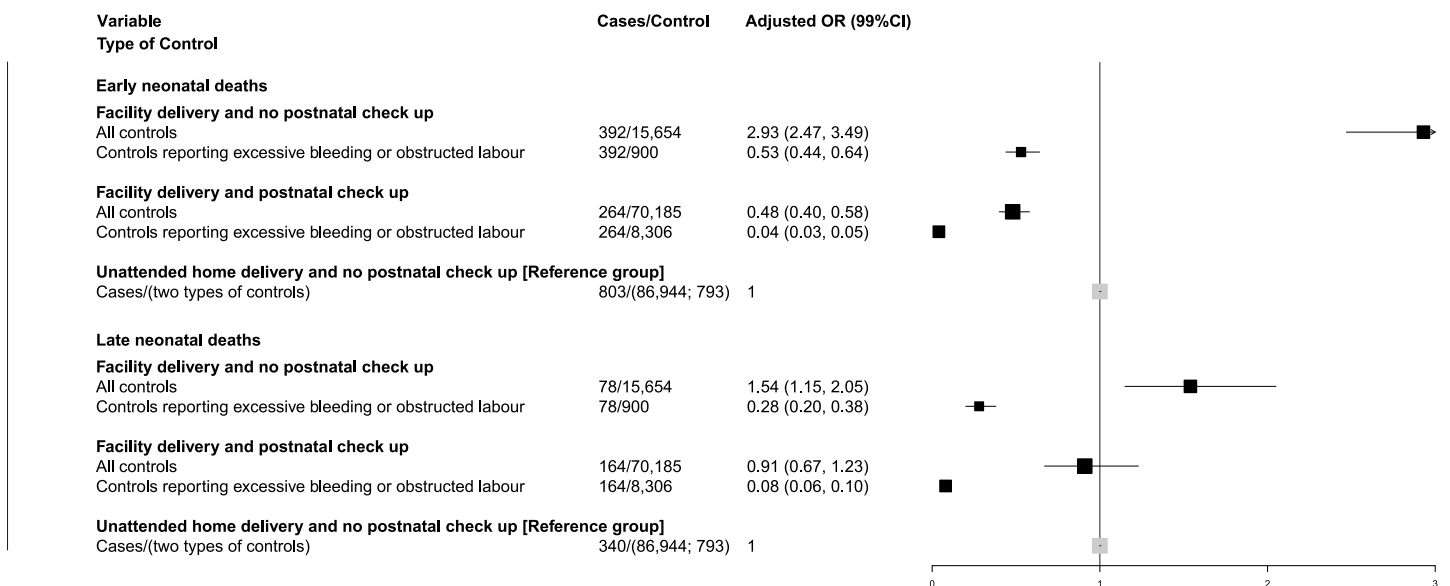 Variable Cases/Control Adjusted OR (99%CI)
Type of Control
Early neonatal deaths
Facility delivery and no postnatal check up
All controls 392/15,654 2.93 (2.47, 3.49)
Controls reporting excessive bleeding or obstructed labour 392/900 0.53 (0.44, 0.64)
Facility delivery and postnatal check up
All controls 264/70,185 0.48 (0.40, 0.58)
Controls reporting excessive bleeding or obstructed labour 264/8,306 0.04 (0.03, 0.05)
Unattended home delivery and no postnatal check up [Reference group]
Cases/(two types of controls) 803/(86,944; 793) 1
Late neonatal deaths
Facility delivery and no postnatal check up
All controls 78/15,654 1.54 (1.15, 2.05)
Controls reporting excessive bleeding or obstructed labour 78/900 0.28 (0.20, 0.38)
Facility delivery and postnatal check up
All controls 164/70,185 0.91 (0.67, 1.23)
Controls reporting excessive bleeding or obstructed labour 164/8,306 0.08 (0.06, 0.10)
Unattended home delivery and no postnatal check up [Reference group]
Cases/(two types of controls) 340/(86,944; 793) 1
0 1 2 3